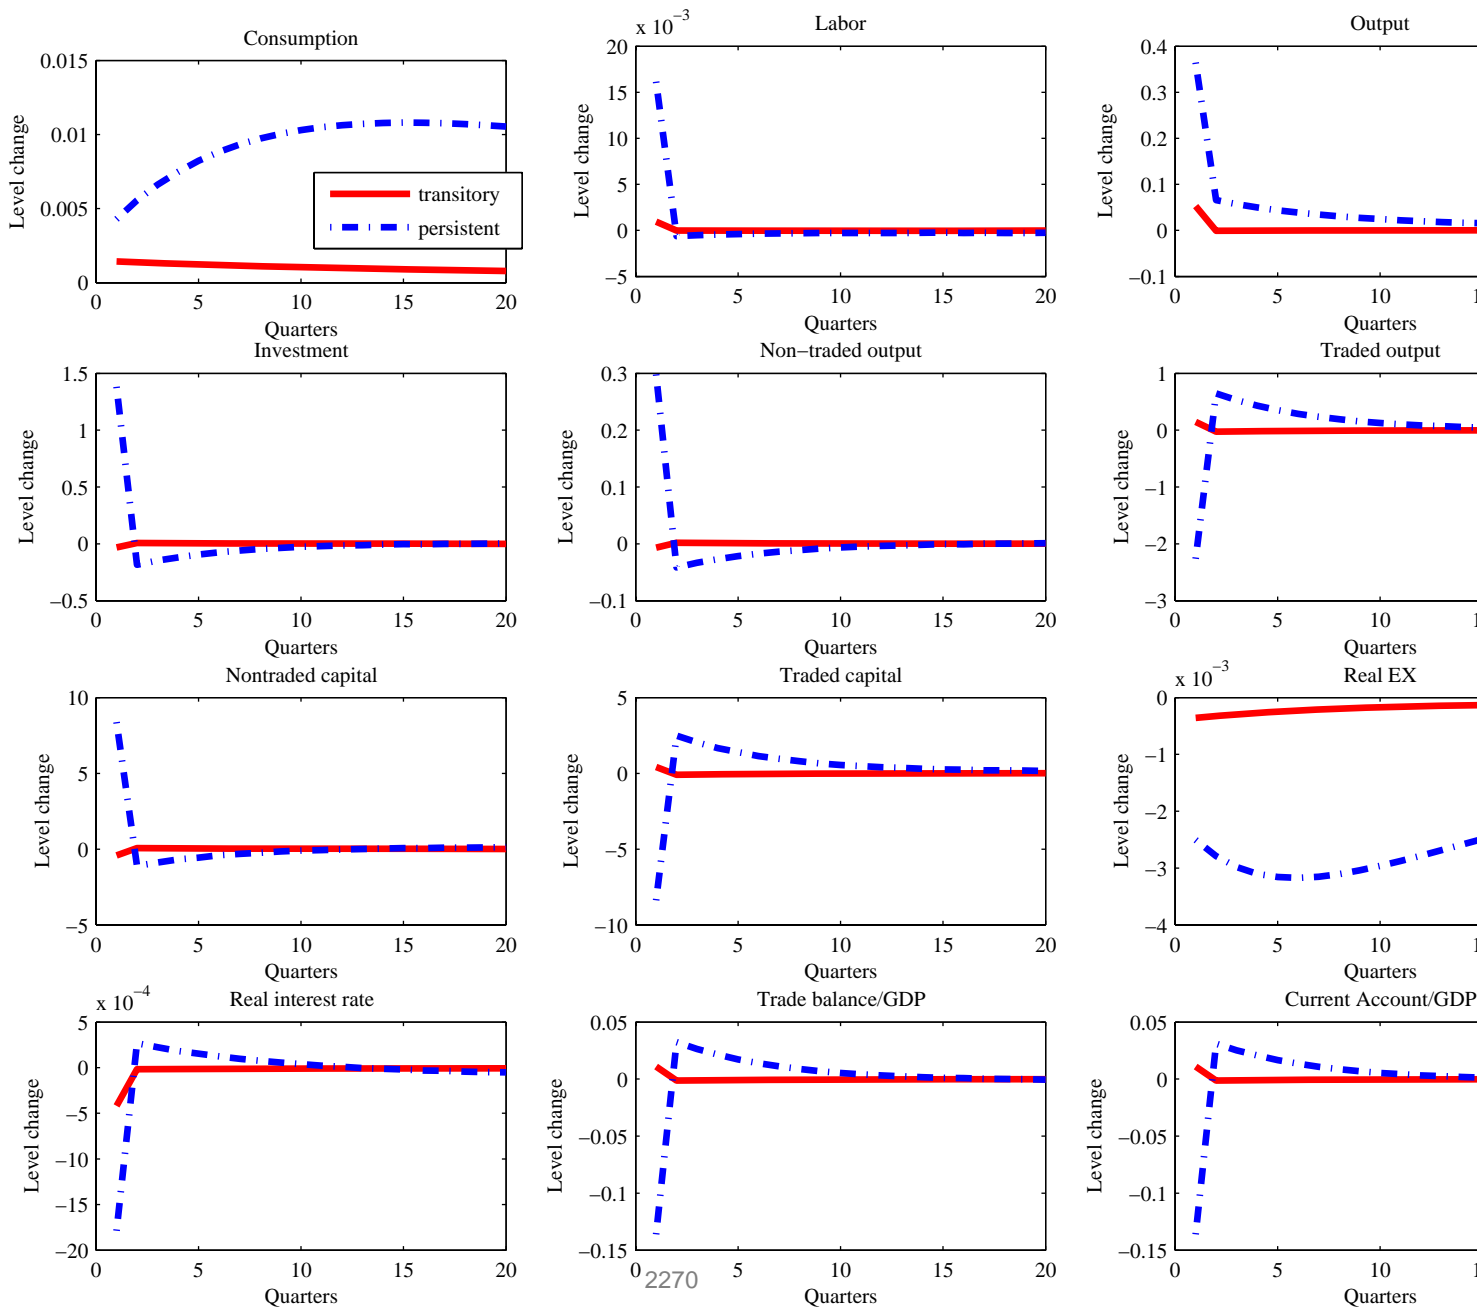 Consumption
0.015
0.01
0.005
0
0 5 10 15 20
Level change
Quarters
transitory
persistent
x 10−3
Labor
20
15
10
5
0
−5
0 5 10 15 20
Level change
Quarters
Output
0.4
0.3
0.2
0.1
0
−0.1
0 5 10
Level change
Quarters
Investment
1.5
1
0.5
0
−0.5
0 5 10 15 20
Level change
Quarters
Non−traded output
0.3
0.2
0.1
0
−0.1
0 5 10 15 20
Level change
Quarters
Traded output
1
0
−1
−2
−3
0 5 10
Level change
Quarters
Nontraded capital
10
5
0
−5
0 5 10 15 20
Level change
Quarters
Traded capital
5
0
−5
−10
0 5 10 15 20
Level change
Quarters
x 10−3
Real EX
0
−1
−2
−3
−4
0 5 10
Level change
Quarters
x 10−4
Real interest rate
5
0
−5
−10
−15
−20
0 5 10 15 20
Level change
Quarters
Trade balance/GDP
0.05
0
−0.05
−0.1
−0.15
0 5 10 15 20
Level change
Quarters
Current Account/GDP
0.05
0
−0.05
−0.1
−0.15
0 5 10
Level change
Quarters
2270